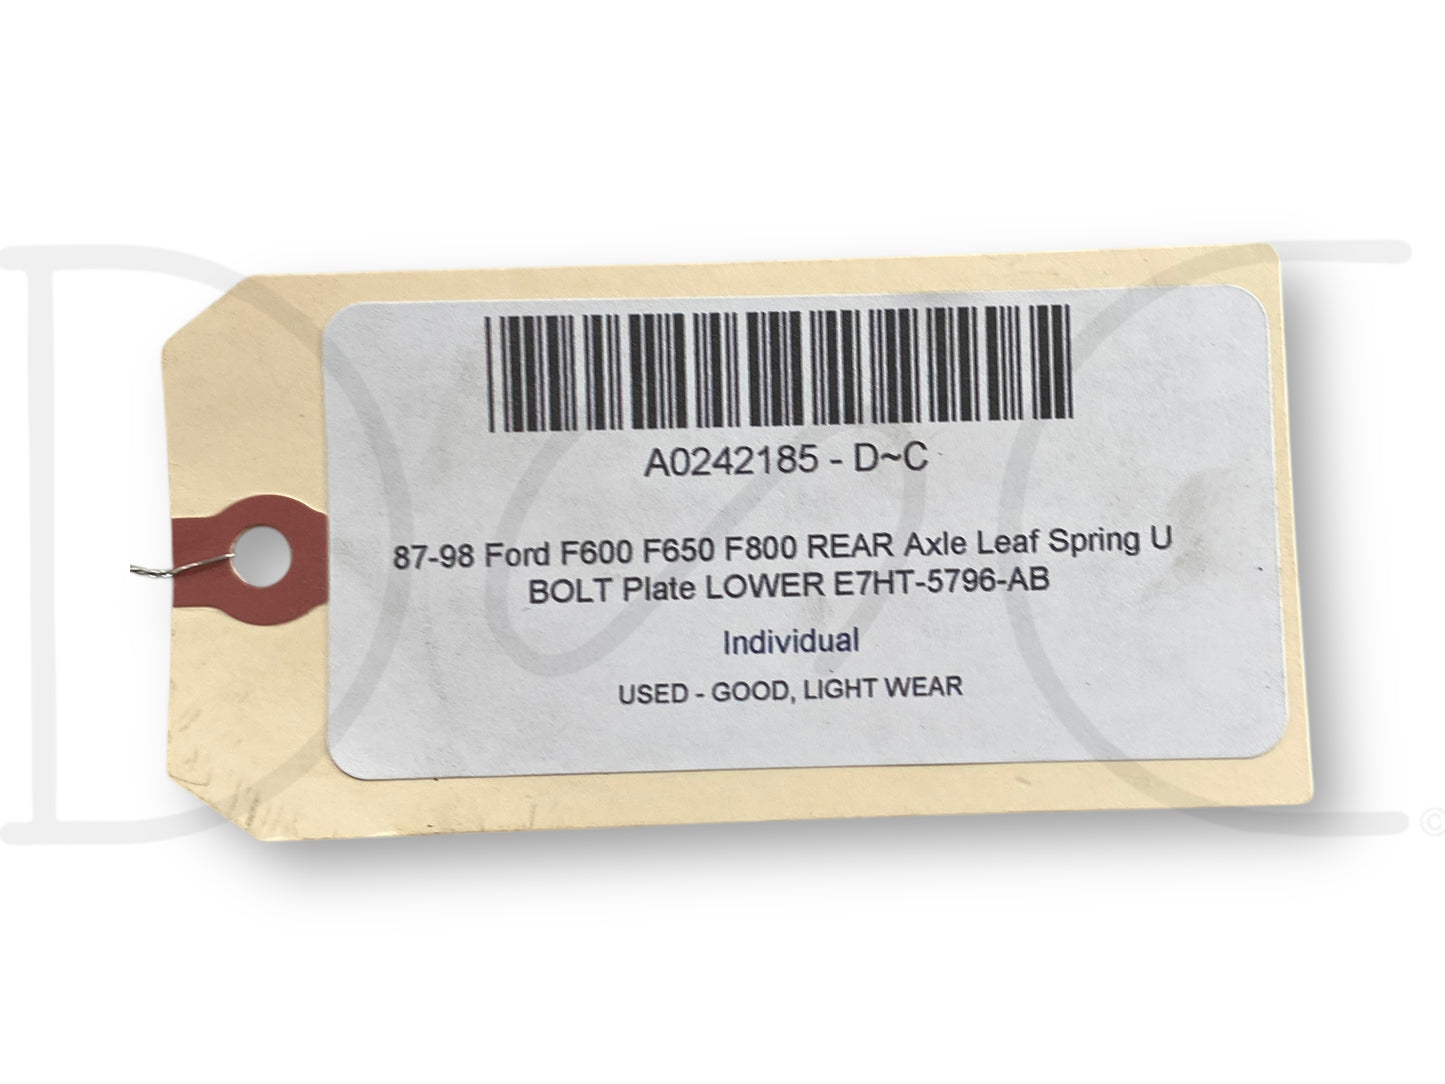 A0242185 - D~C
87-98 Ford F600 F650 F800 REAR Axle Leaf Spring U
BOLT Plate LOWER E7HT-5796-AB
Individual
USED - GOOD, LIGHT WEAR
D&C
©